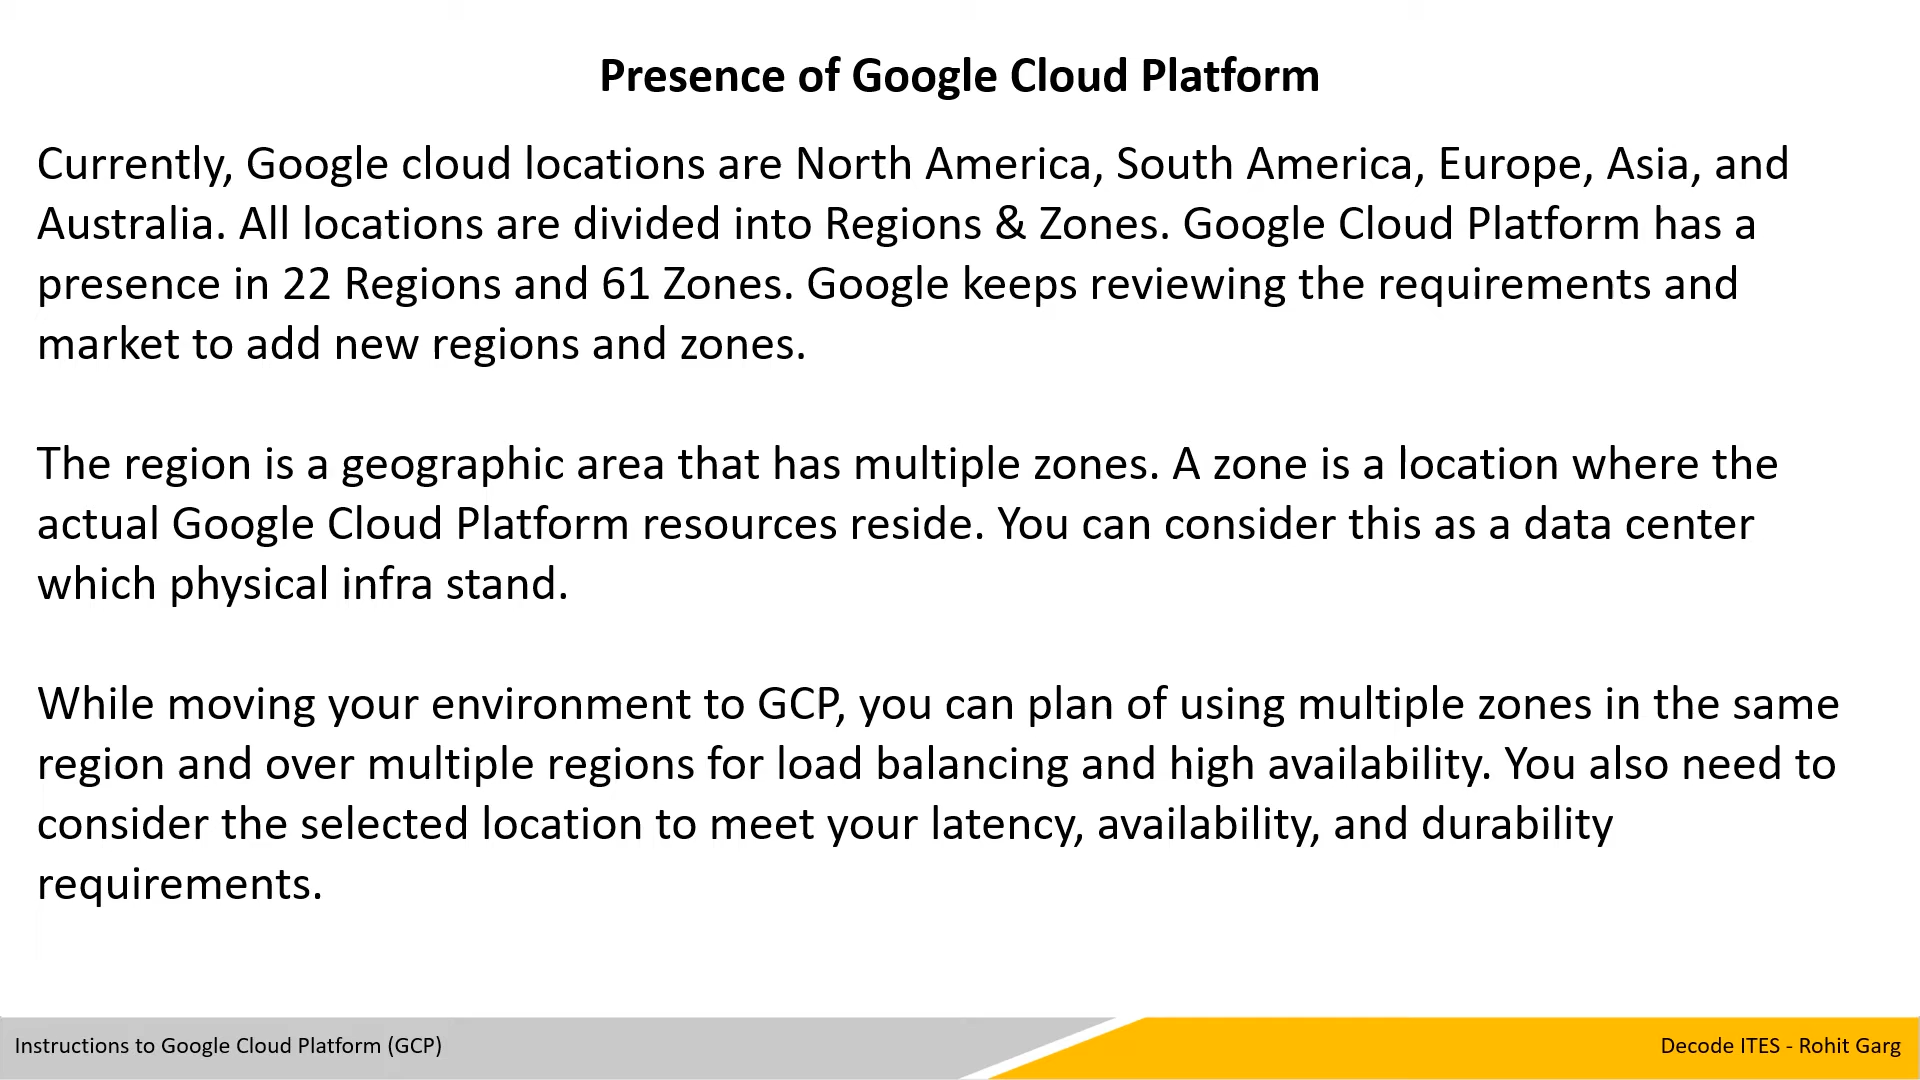 Presence of Google Cloud Platform
Currently, Google cloud locations are North America, South America, Europe, Asia, and
Australia. All locations are divided into Regions & Zones. Google Cloud Platform has a
presence in 22 Regions and 61 Zones. Google keeps reviewing the requirements and
market to add new regions and zones.
The region is a geographic area that has multiple zones. A zone is a location where the
actual Google Cloud Platform resources reside. You can consider this as a data center
which physical infra stand.
While moving your environment to GCP, you can plan of using multiple zones in the same
region and over multiple regions for load balancing and high availability. You also need to
consider the selected location to meet your latency, availability, and durability
requirements.
Instructions to Google Cloud Platform (GCP)
Decode ITES - Rohit Garg